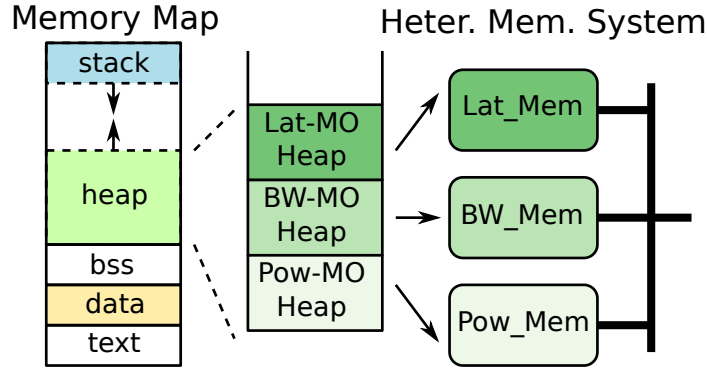 Memory Map
stack
heap
bss
data
text
Lat-MO
Heap
BW-MO
Heap
Pow-MO
Heap
Heter. Mem. System
Lat_Mem
BW_Mem
Pow_Mem